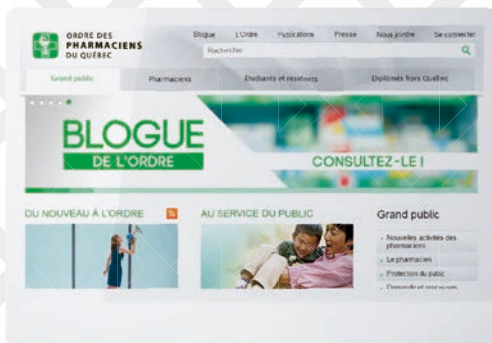 ORDRE DES
PHARMACIENS
DU QUÉBEC
Blogue L'Ordre Publications Presse Nous joindre Se connecter
Rechercher
Grand public Pharmaciens Étudiants et résidents Diplômés hors Québec
BLOGUE
DE L'ORDRE
CONSULTEZ-LE !
DU NOUVEAU À L'ORDRE
AU SERVICE DU PUBLIC
Grand public
Nouvelles activités des
pharmaciens
Le pharmacien
Protection du public